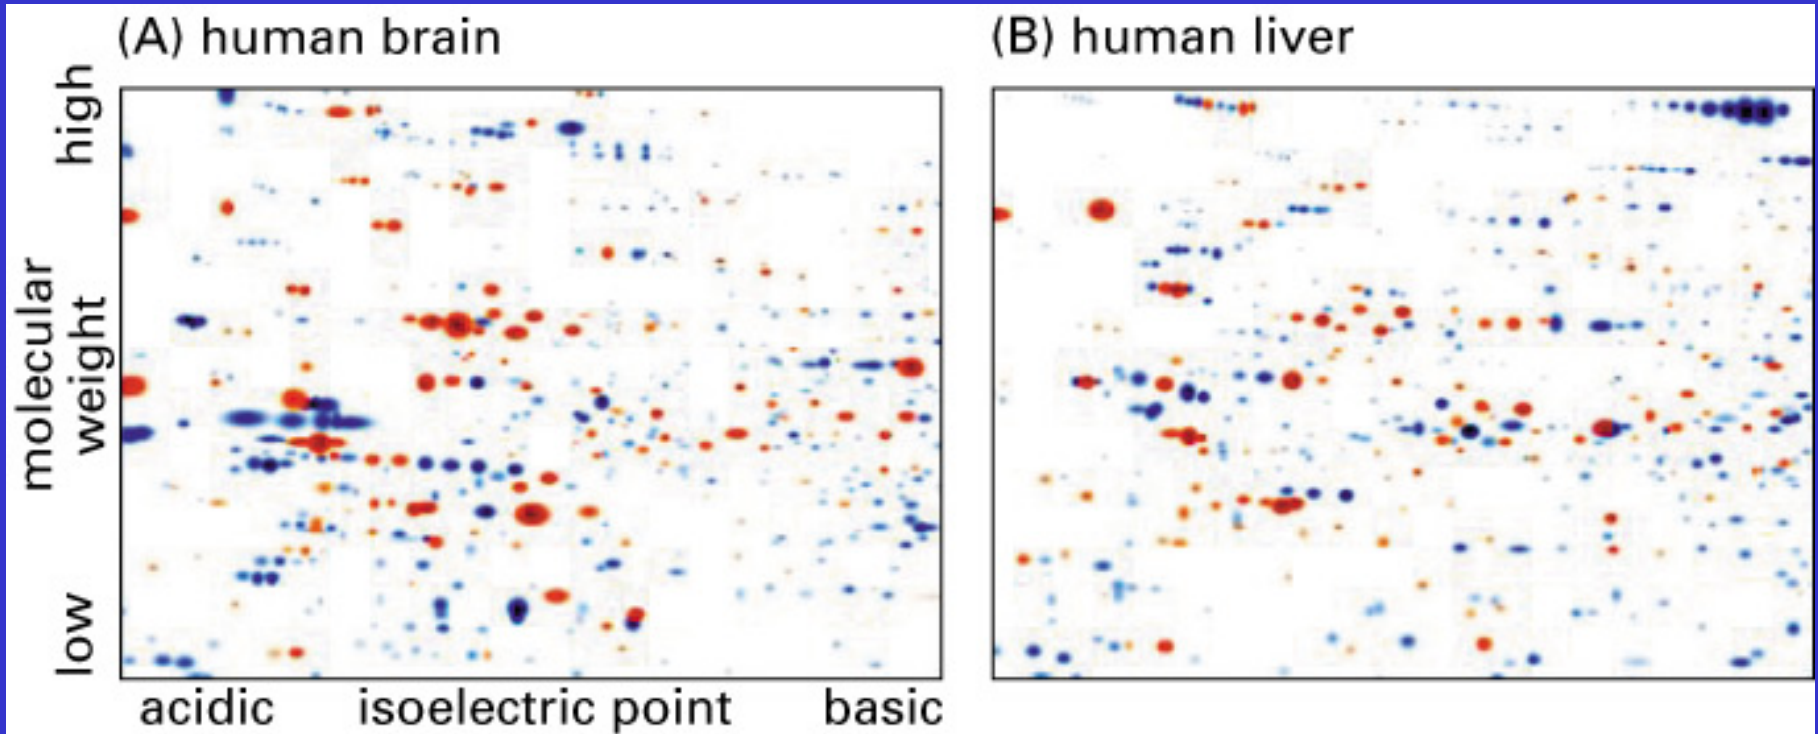 (A) human brain
(B) human liver
high
molecular
weight
low
acidic isoelectric point basic